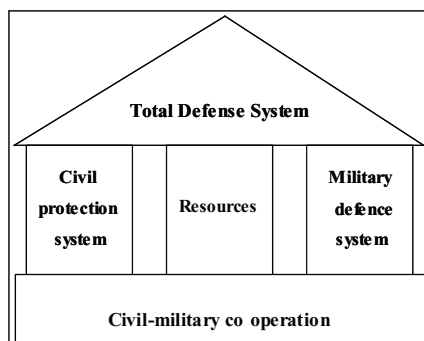 Total Defense System
Civil
protection
system
Resources
Military
defence
system
Civil-military co operation